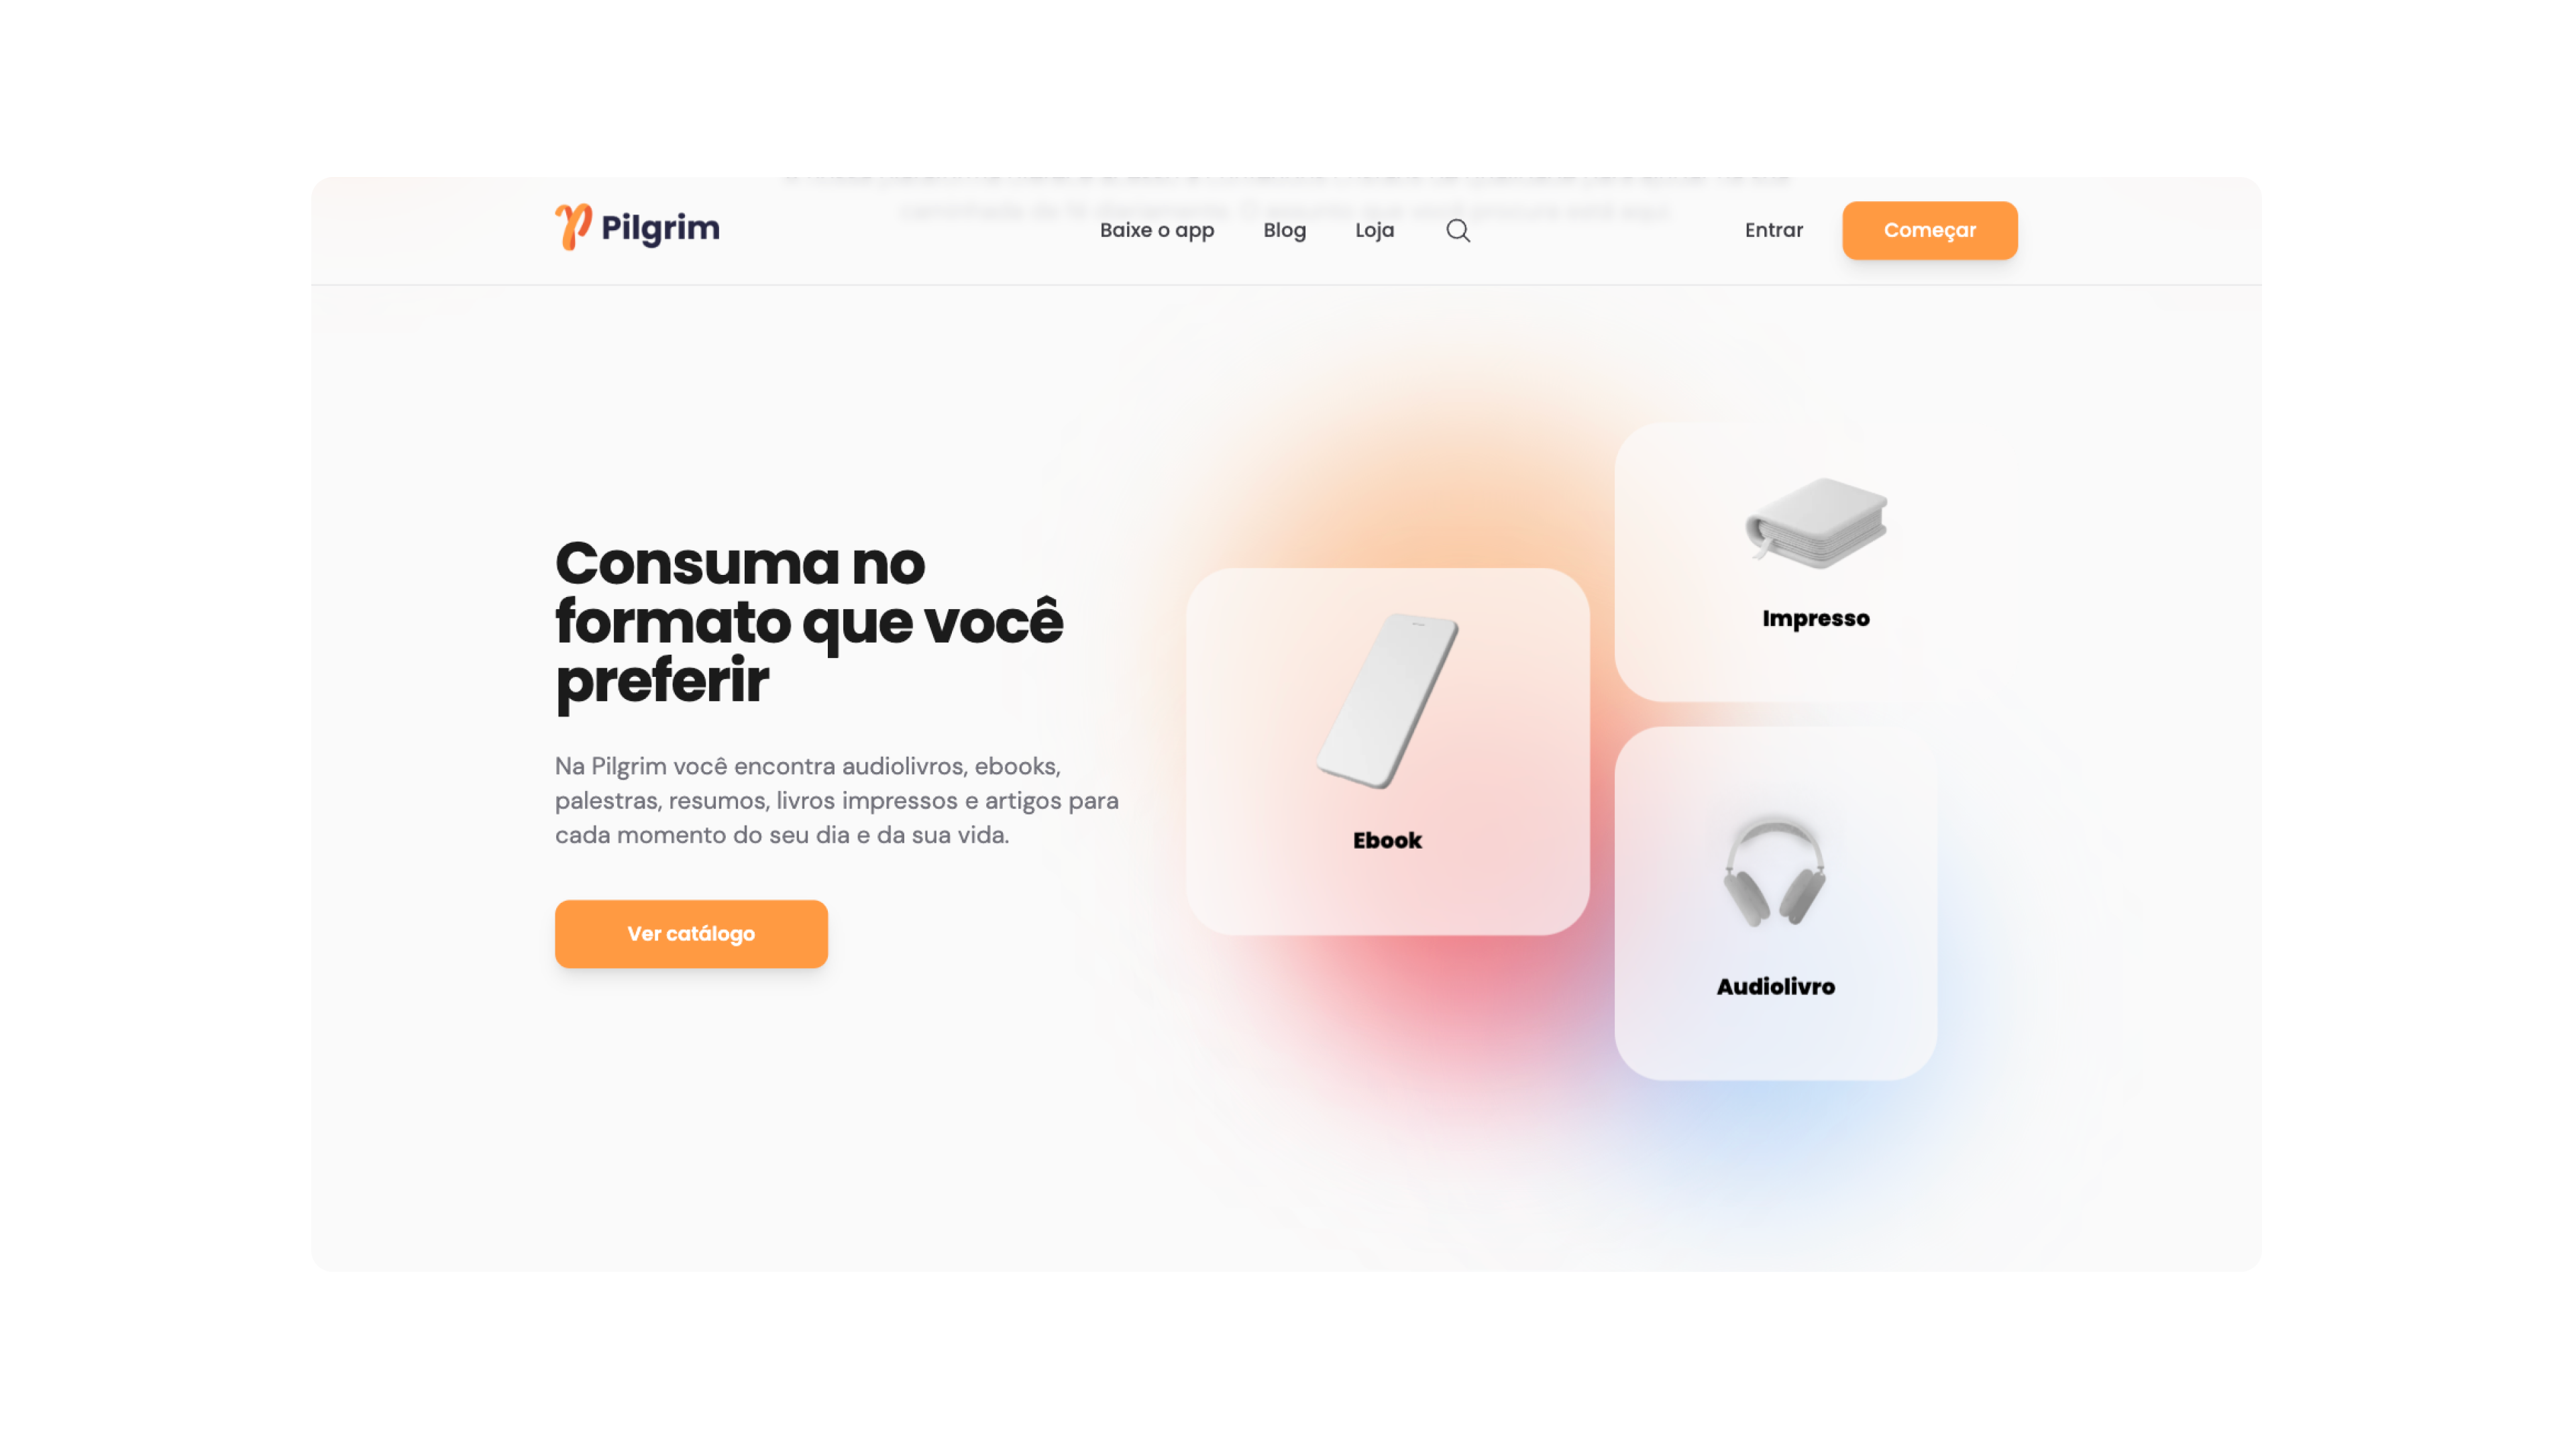 Pilgrim
Baixe o app
Blog
Loja
Entrar
Começar
Consuma no
formato que você
preferir
Na Pilgrim você encontra audiolivros, ebooks,
palestras, resumos, livros impressos e artigos para
cada momento do seu dia e da sua vida.
Ver catálogo
Ebook
Impresso
Audiolivro